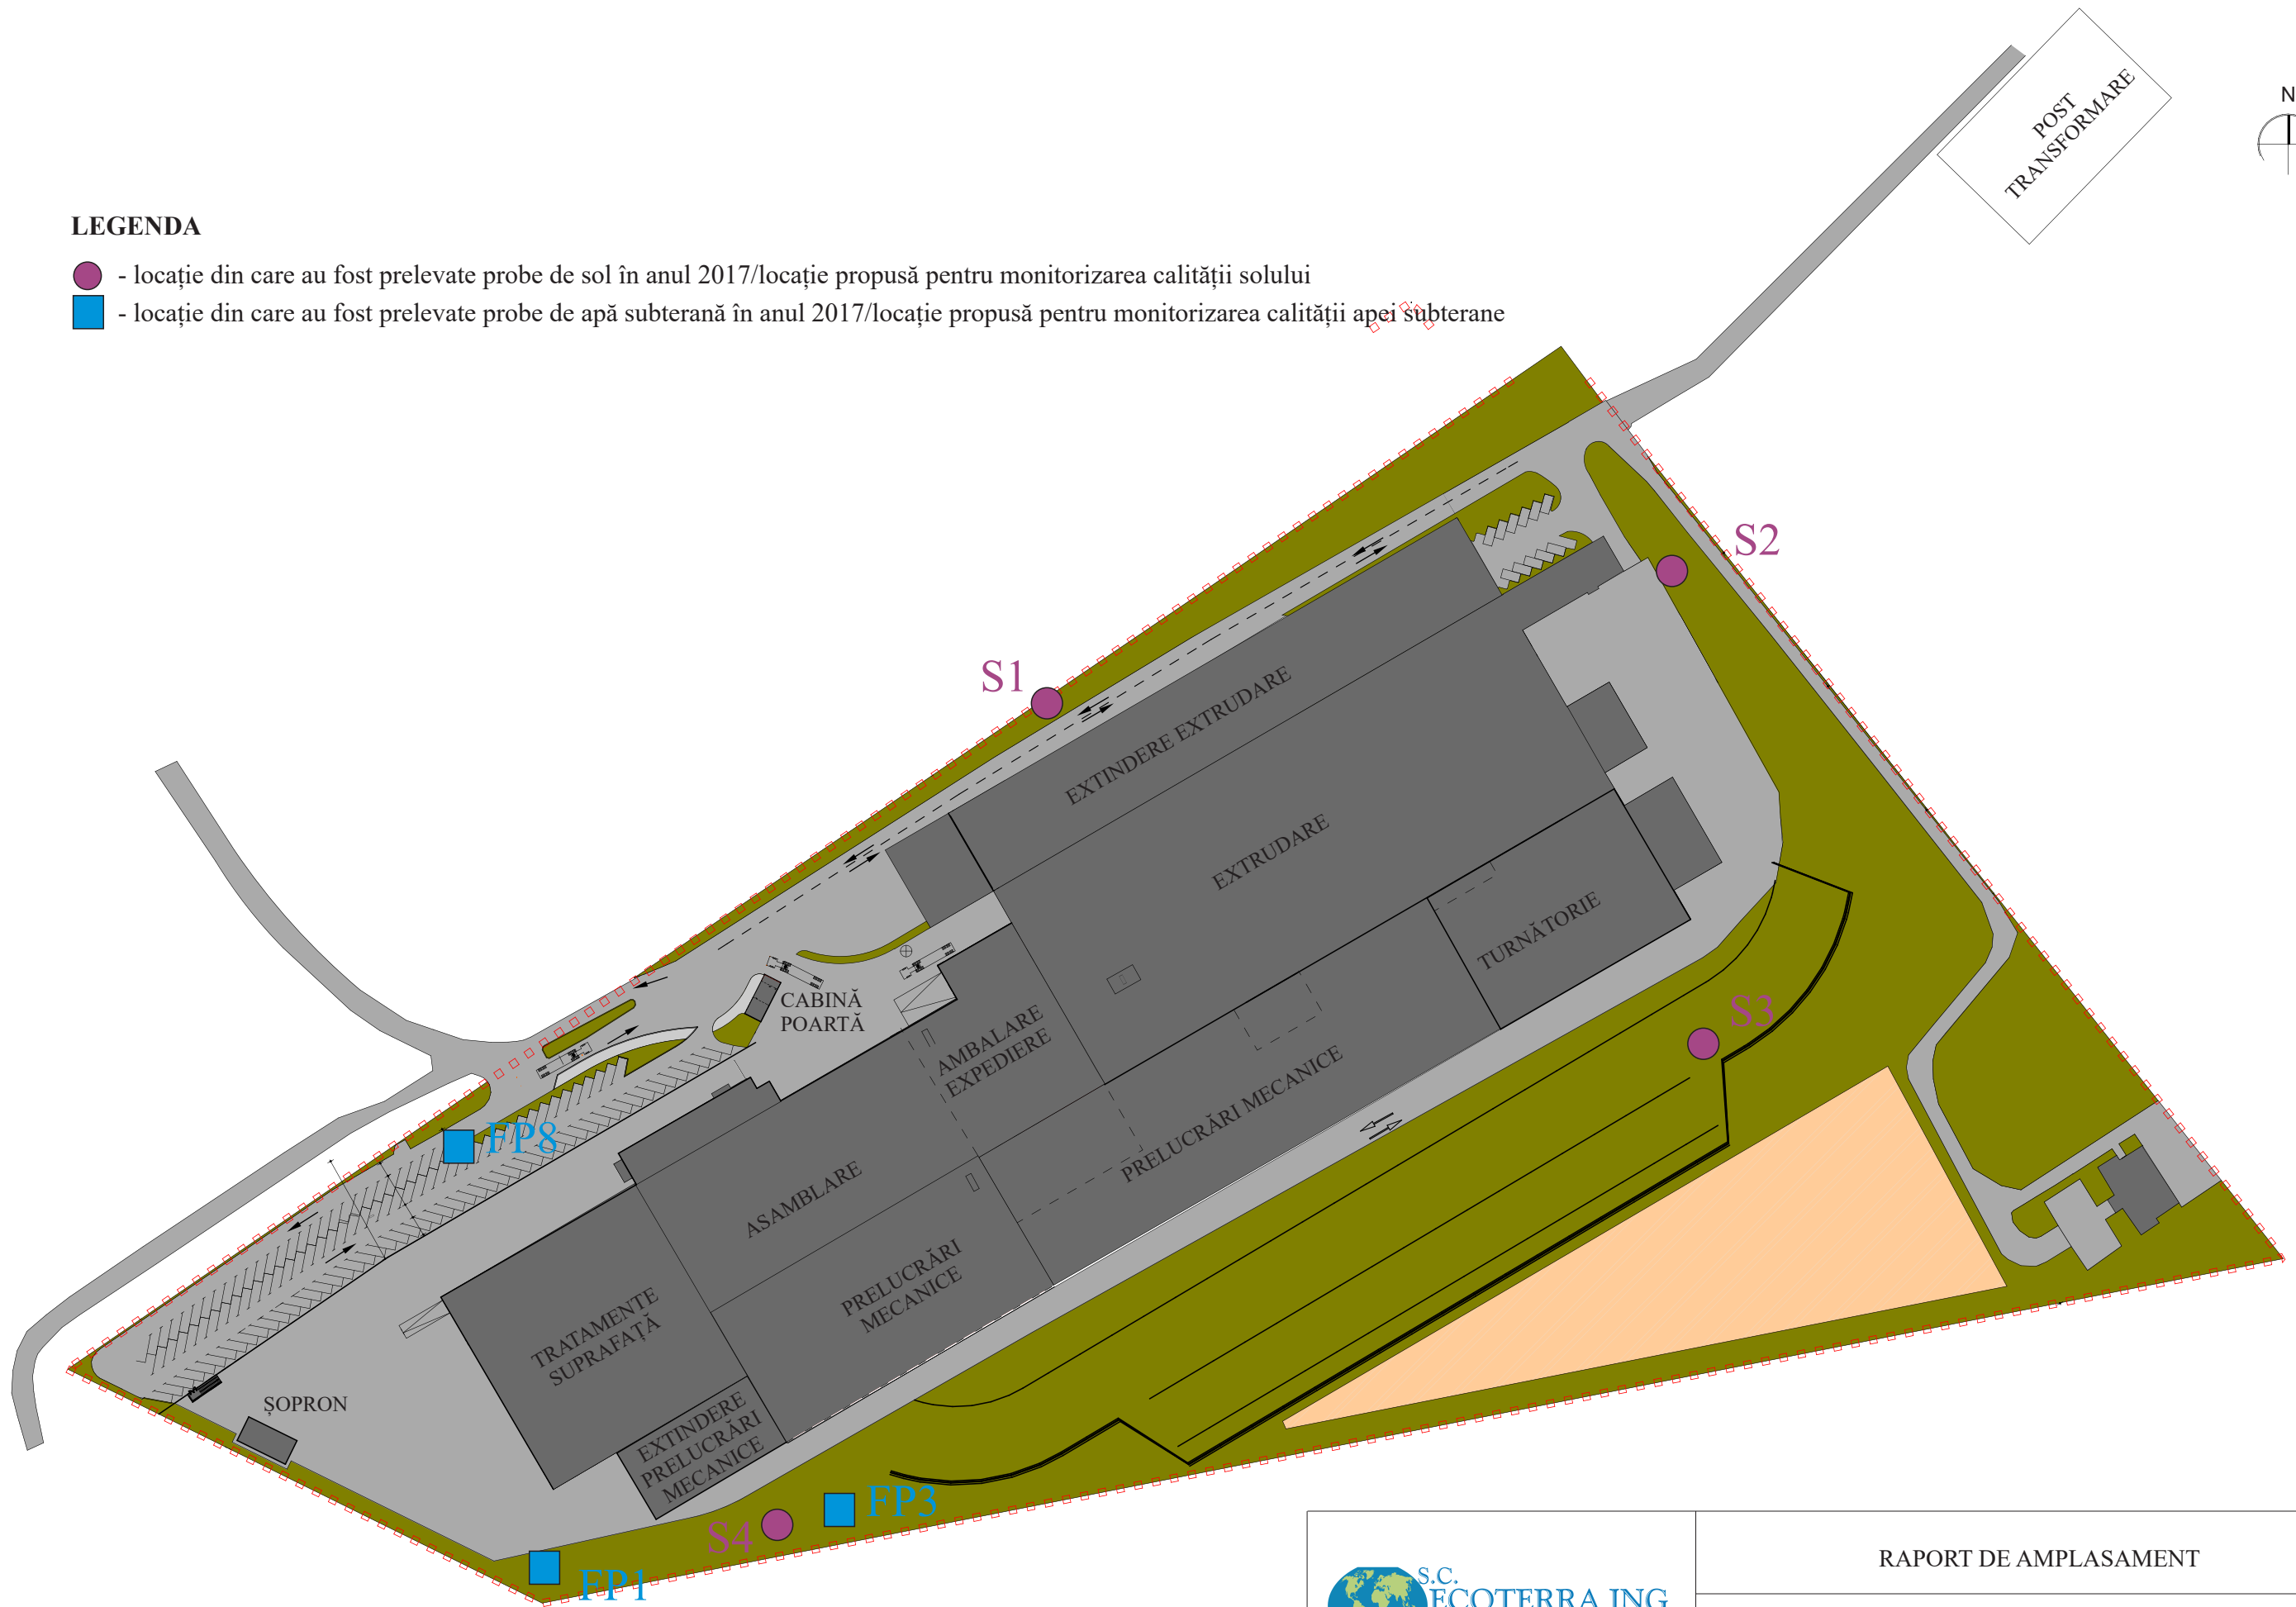 POST
TRANSFORMARE
N
LEGENDA
- locație din care au fost prelevate probe de sol în anul 2017/locație propusă pentru monitorizarea calității solului
- locație din care au fost prelevate probe de apă subterană în anul 2017/locație propusă pentru monitorizarea calității apei subterane
S2
S1
EXTINDERE EXTRUDARE
EXTRUDARE
TURNĂTORIE
CABINĂ
POARTĂ
S3
AMBALARE
EXPEDIERE
PRELUCRĂRI MECANICE
FP8
ASAMBLARE
PRELUCRĂRI
MECANICE
TRATAMENTE
SUPRAFAȚĂ
ȘOPRON
EXTINDERE
PRELUCRĂRI
MECANICE
FP3
S4
FP1
S.C.
ECOTERRA ING
RAPORT DE AMPLASAMENT